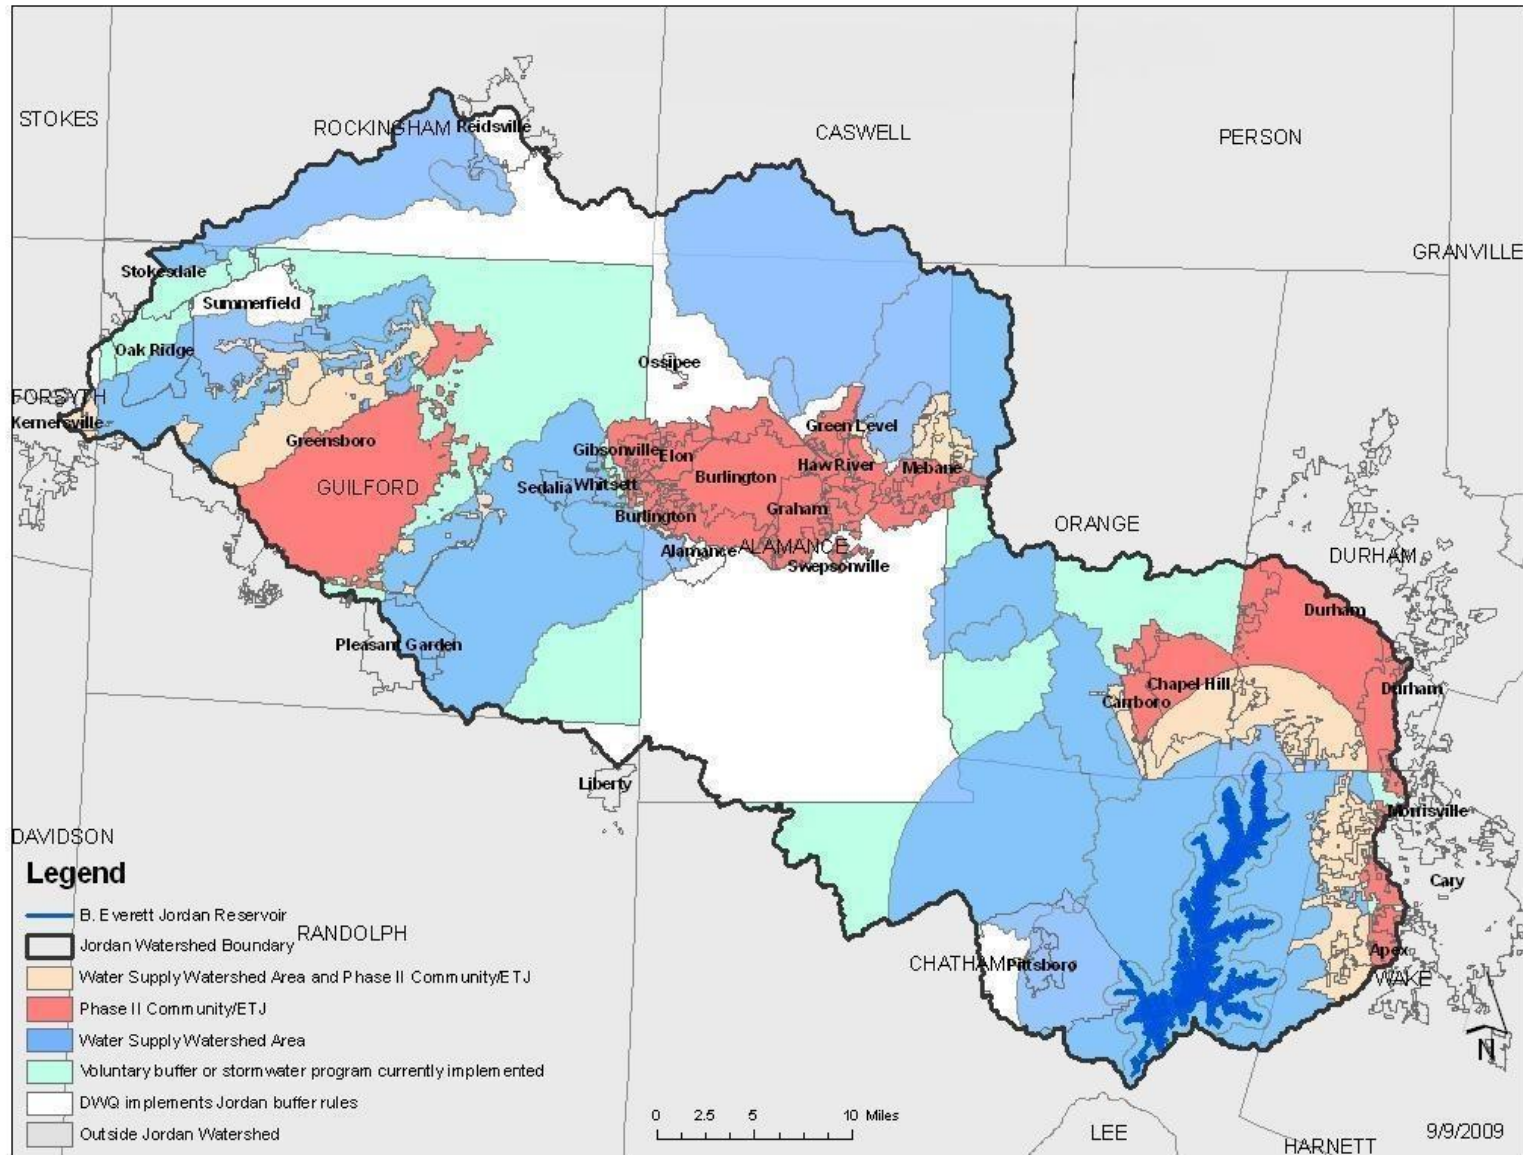 STOKES
ROCKINGHAM
Reidsville
CASWELL
PERSON
GRANVILLE
Stokesdale
Summerfield
Oak Ridge
Ossipee
FORSYTH
Kernersville
Greensboro
GUILFORD
Gibsonville
Elon
Green Level
Burlington
Haw River
Mebane
Sedalia
Whitsett
Burlington
Graham
Alamance
ALAMANCE
Swepsonville
ORANGE
DURHAM
Durham
Pleasant Garden
Chapel Hill
Carrboro
Durham
Liberty
Morrisville
Cary
DAVIDSON
RANDOLPH
CHATHAM
Pittsboro
Apex
WAKE
Legend
B. Everett Jordan Reservoir
Jordan Watershed Boundary
Water Supply Watershed Area and Phase II Community/ETJ
Phase II Community/ETJ
Water Supply Watershed Area
Voluntary buffer or stormwater program currently implemented
DWQ implements Jordan buffer rules
Outside Jordan Watershed
0 2.5 5 10 Miles
N
LEE
HARNETT
9/9/2009